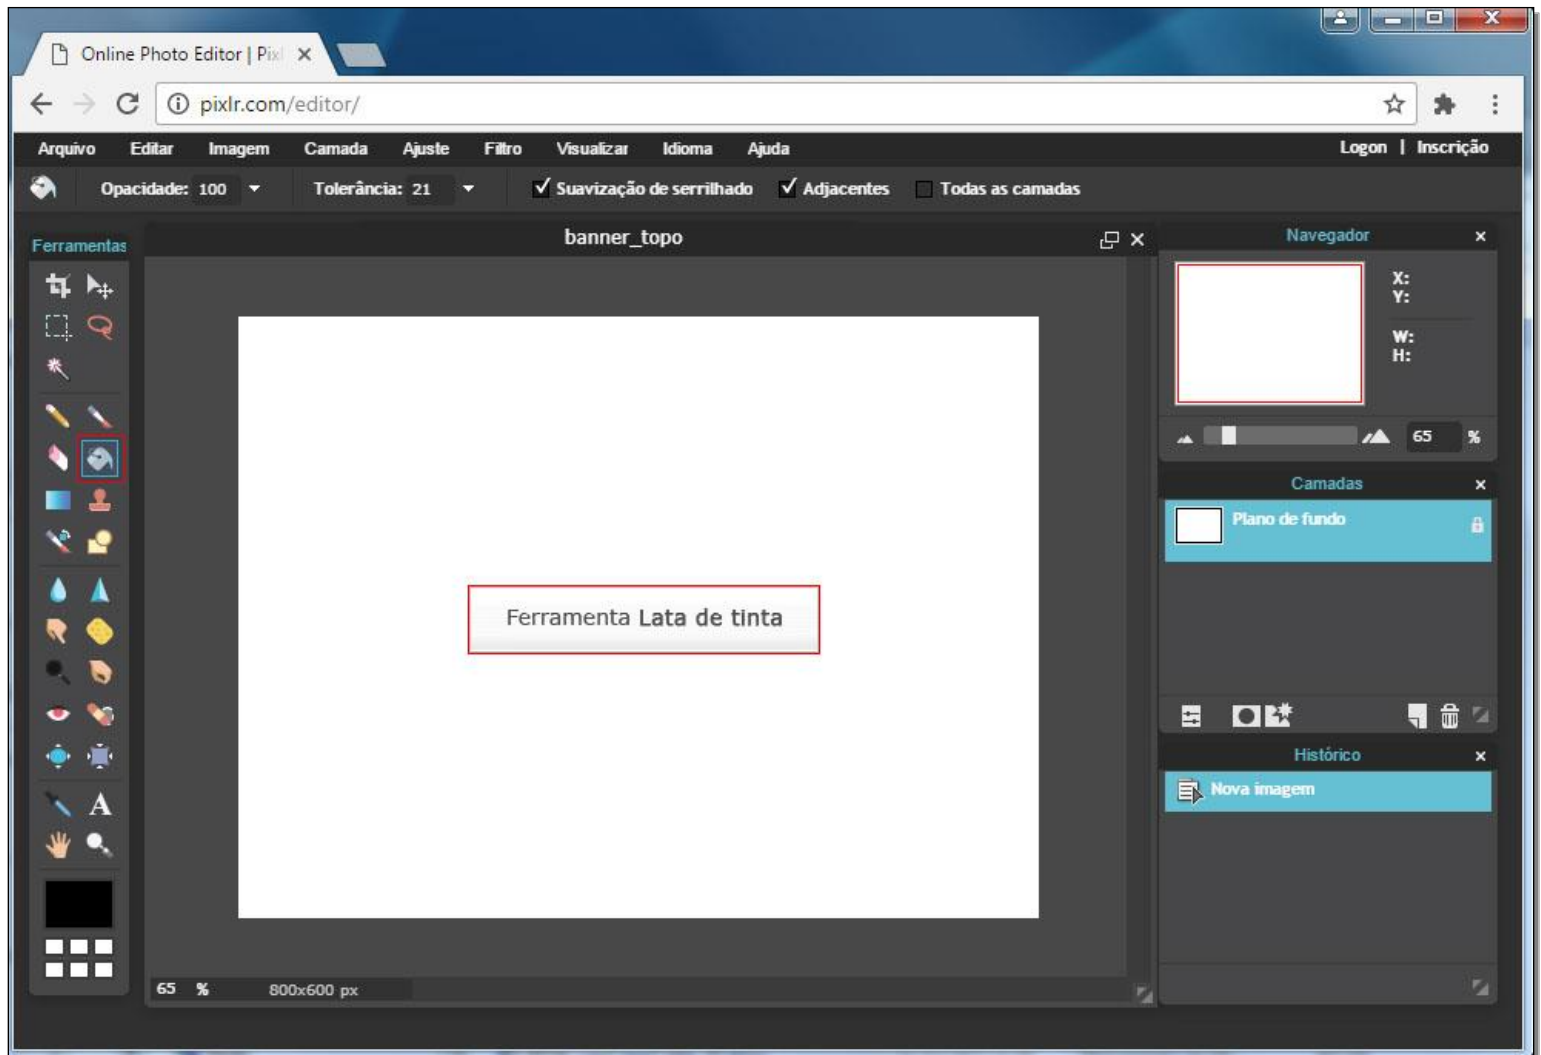 Online Photo Editor | Pixl
pixlr.com/editor/
Arquivo Editar Imagem Camada Ajuste Filtro Visualizar Idioma Ajuda Logon | Inscrição
Opacidade: 100 Tolerância: 21 Suavização de serrilhado Adjacentes Todas as camadas
Ferramentas
banner_topo
Navegador
X:
Y:
W:
H:
65 %
Camadas
Plano de fundo
Ferramenta Lata de tinta
Histórico
Nova imagem
A
65 % 800x600 px